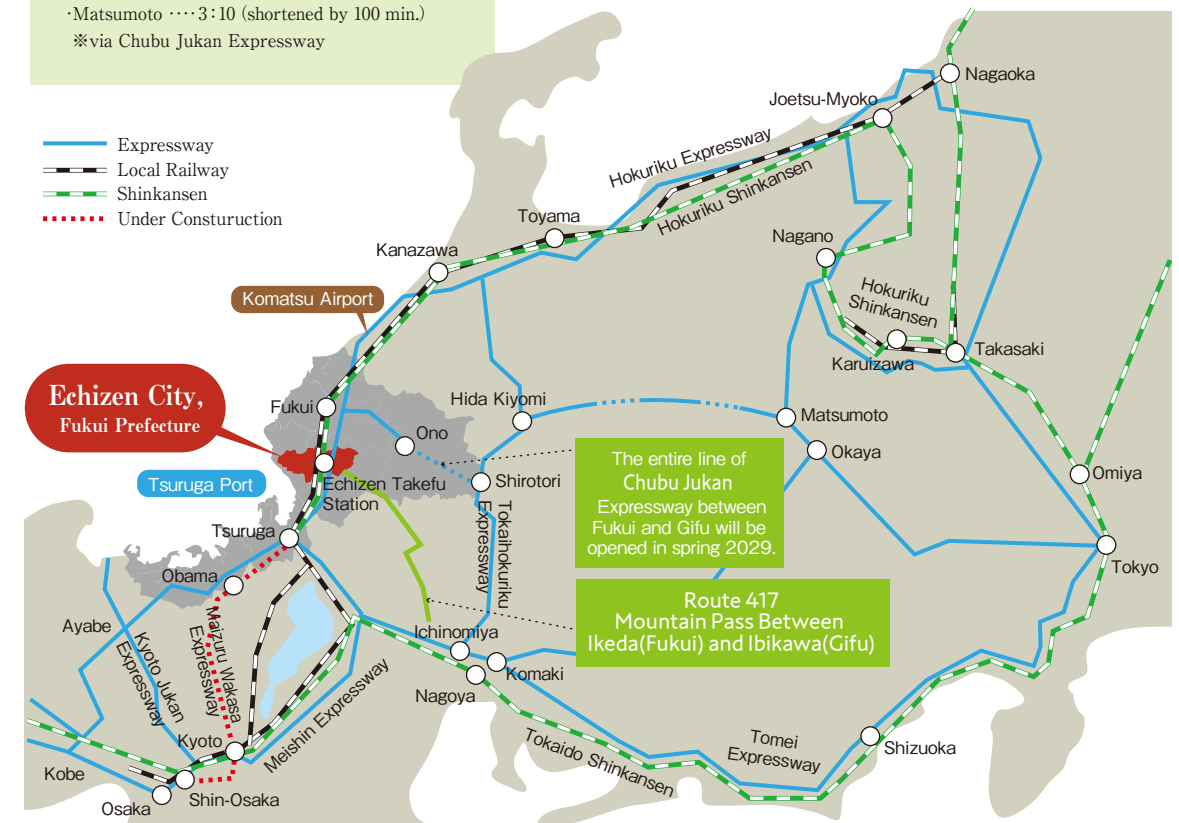 ·Matsumoto ····3：10 (shortened by 100 min.)
※via Chubu Jukan Expressway
Expressway
Local Railway
Shinkansen
Under Consturuction
Nagaoka
Joetsu-Myoko
Hokuriku Expressway
Hokuriku Shinkansen
Toyama
Nagano
Kanazawa
Hokuriku
Shinkansen
Komatsu Airport
Karuizawa
Takasaki
Echizen City,
Fukui Prefecture
Fukui
Hida Kiyomi
Matsumoto
Ono
Okaya
The entire line of
Chubu Jukan
Expressway between
Fukui and Gifu will be
opened in spring 2029.
Omiya
Tsuruga Port
Echizen Takefu
Station
Shirotori
Tokaihokuriku
Expressway
Tsuruga
Tokyo
Obama
Route 417
Mountain Pass Between
Ikeda(Fukui) and Ibikawa(Gifu)
Ayabe
Kyoto Jukan
Expressway
Maizuru Wakasa
Expressway
Ichinomiya
Komaki
Nagoya
Kyoto
Meishin Expressway
Tokaido Shinkansen
Tomei
Expressway
Shizuoka
Kobe
Osaka
Shin-Osaka